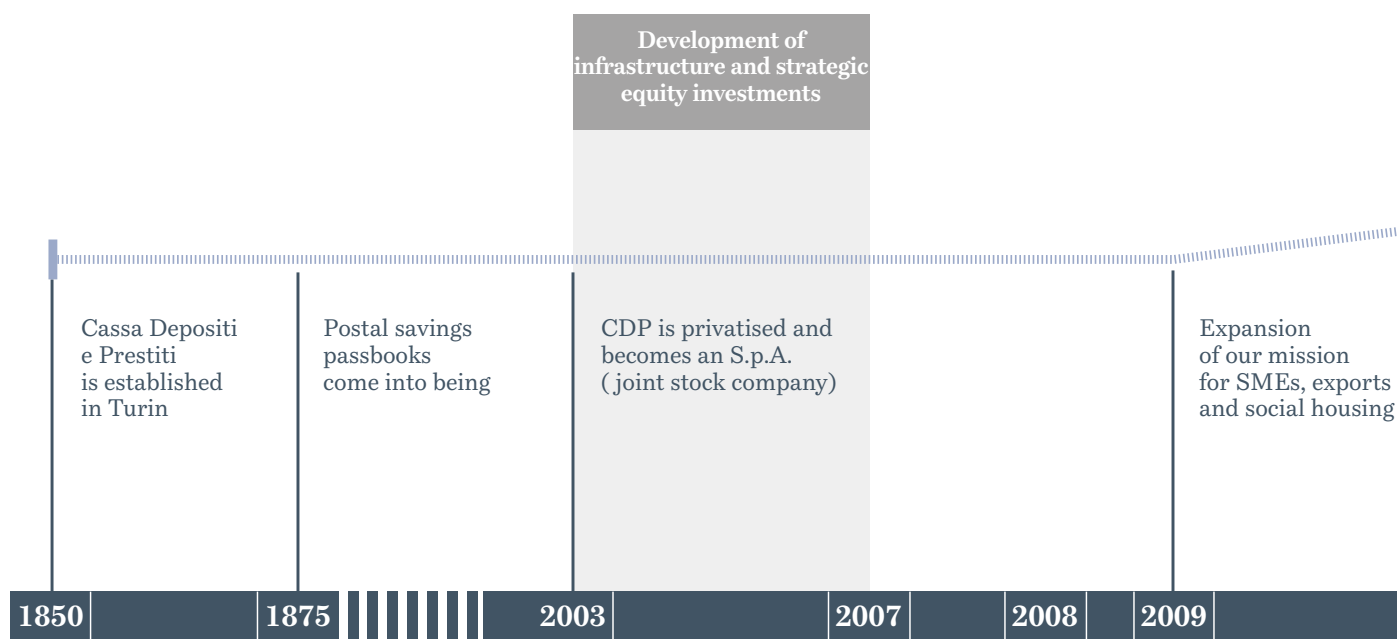 Development of
infrastructure and strategic
equity investments
Cassa Depositi
e Prestiti
is established
in Turin
Postal savings
passbooks
come into being
CDP is privatised and
becomes an S.p.A.
(joint stock company)
Expansion
of our mission
for SMEs, exports
and social housing
1850 1875 2003 2007 2008 2009